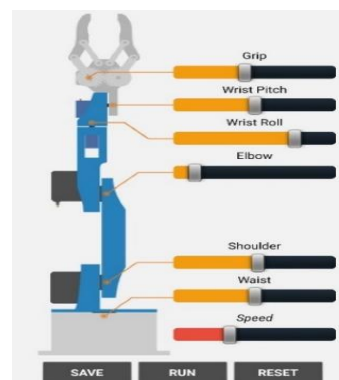 Grip
Wrist Pitch
Wrist Roll
Elbow
Shoulder
Waist
Speed
SAVE RUN RESET